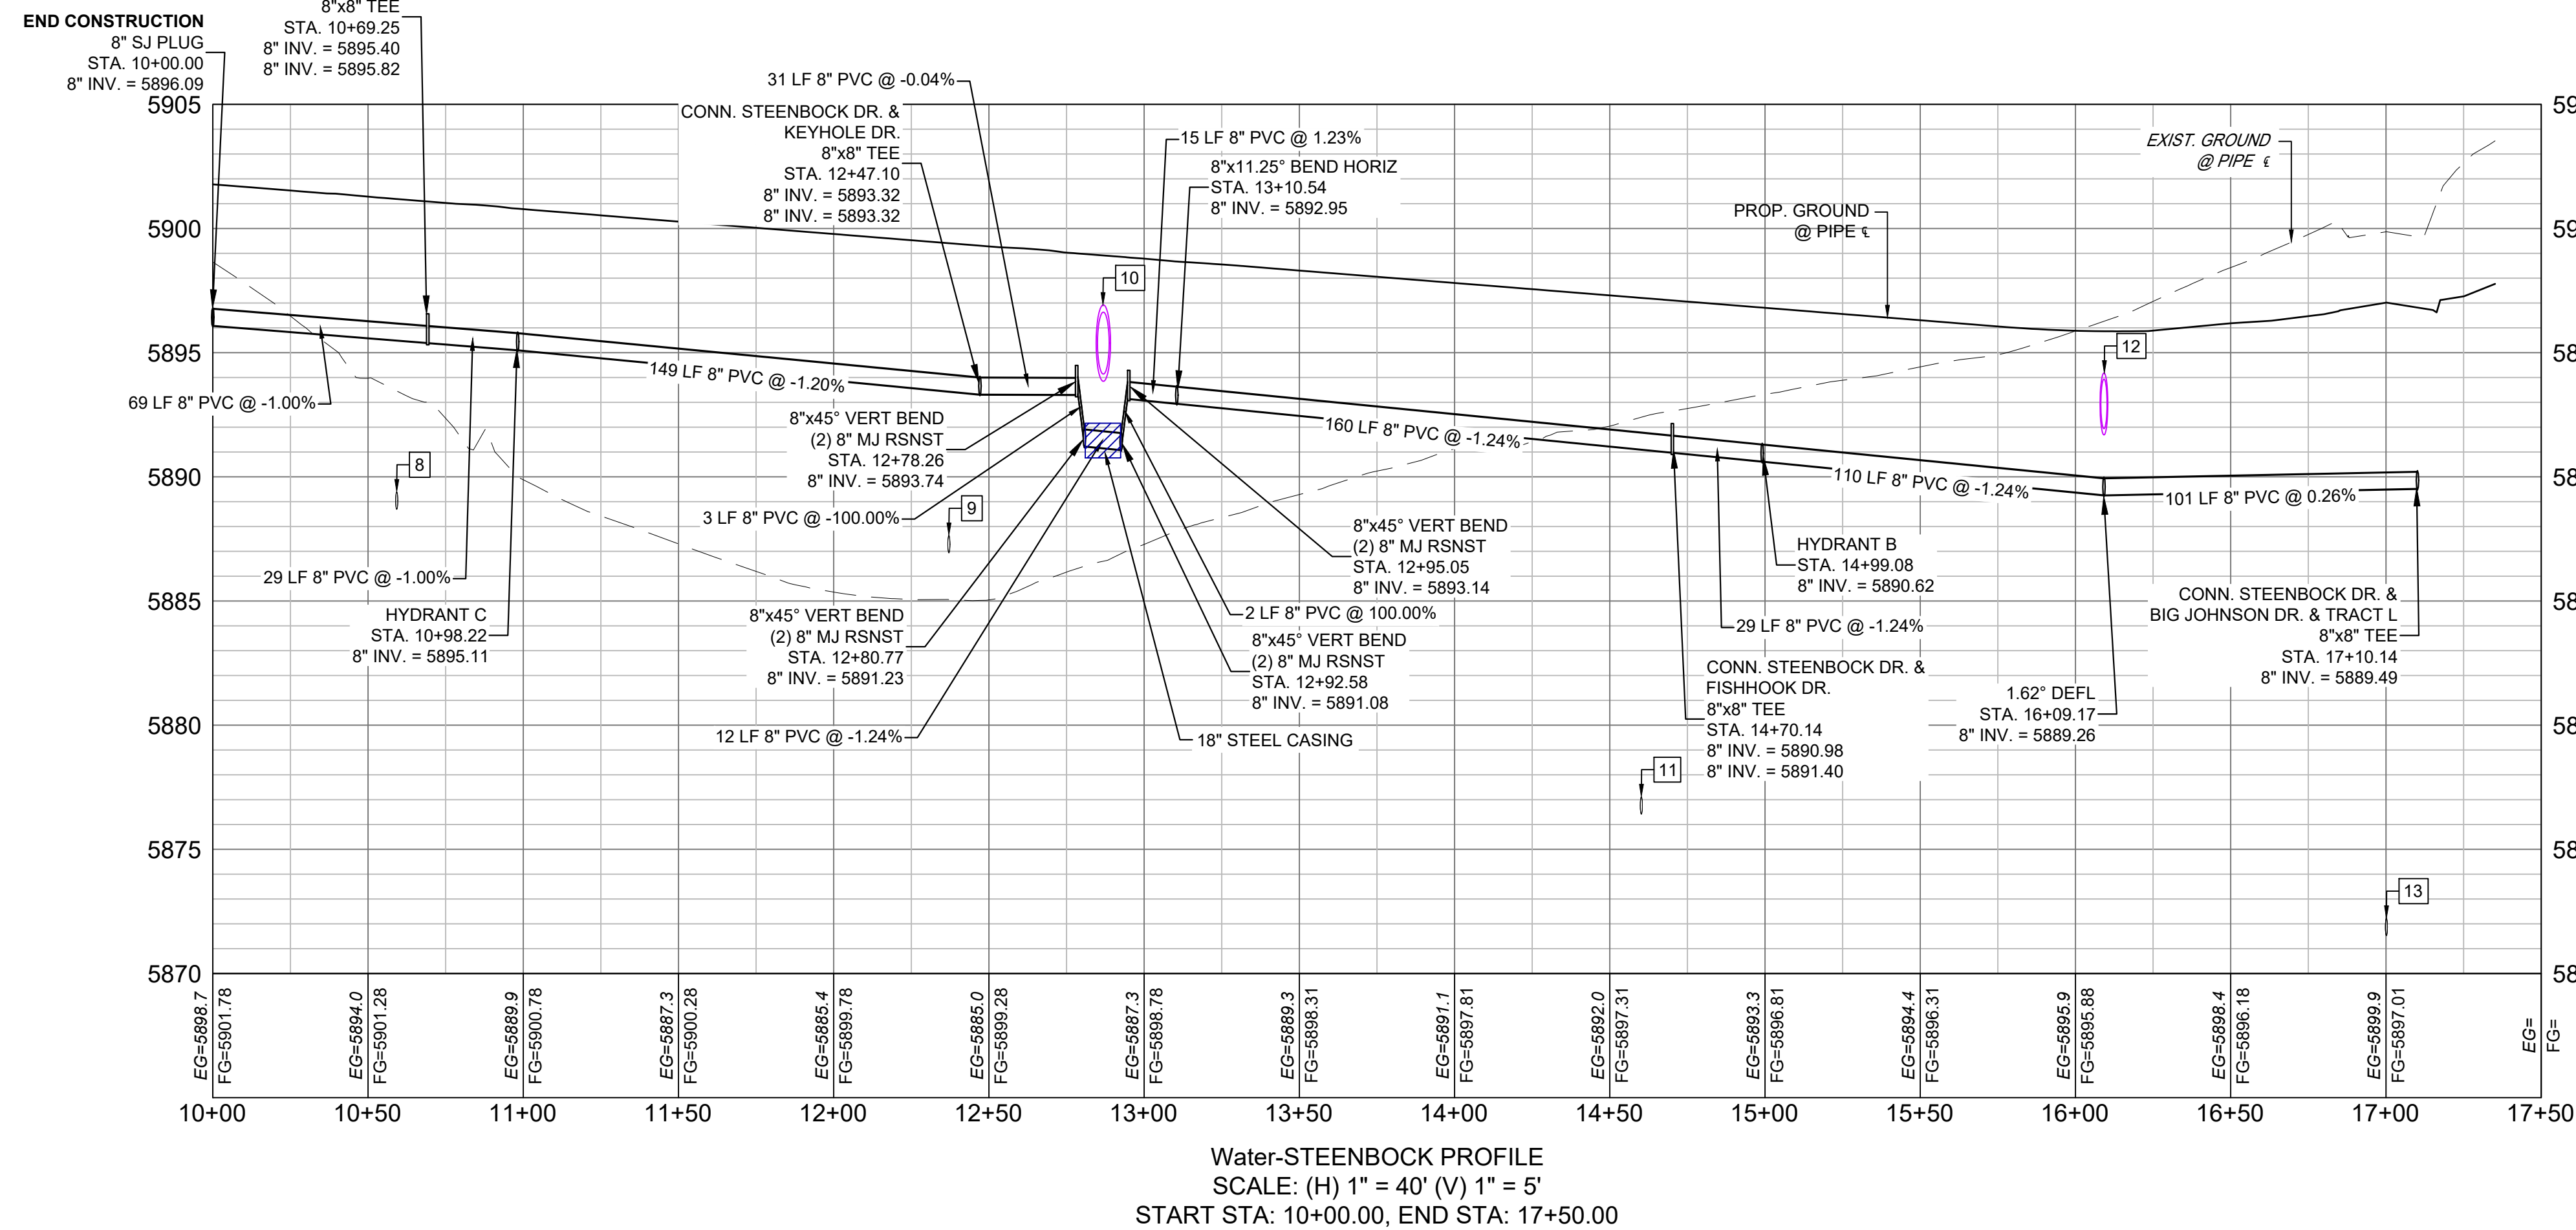 END CONSTRUCTION
8" SJ PLUG
STA. 10+00.00
8" INV. = 5896.09
8"x8" TEE
STA. 10+69.25
8" INV. = 5895.40
8" INV. = 5895.82
31 LF 8" PVC @ -0.04%
CONN. STEENBOCK DR. &
KEYHOLE DR.
8"x8" TEE
STA. 12+47.10
8" INV. = 5893.32
8" INV. = 5893.32
15 LF 8" PVC @ 1.23%
8"x11.25° BEND HORIZ
STA. 13+10.54
8" INV. = 5892.95
PROP. GROUND
@ PIPE ℄
EXIST. GROUND
@ PIPE ℄
10
12
69 LF 8" PVC @ -1.00%
149 LF 8" PVC @ -1.20%
8"x45° VERT BEND
(2) 8" MJ RSNST
STA. 12+78.26
8" INV. = 5893.74
160 LF 8" PVC @ -1.24%
110 LF 8" PVC @ -1.24%
101 LF 8" PVC @ 0.26%
8
9
3 LF 8" PVC @ -100.00%
29 LF 8" PVC @ -1.00%
HYDRANT C
STA. 10+98.22
8" INV. = 5895.11
8"x45° VERT BEND
(2) 8" MJ RSNST
STA. 12+80.77
8" INV. = 5891.23
12 LF 8" PVC @ -1.24%
8"x45° VERT BEND
(2) 8" MJ RSNST
STA. 12+95.05
8" INV. = 5893.14
2 LF 8" PVC @ 100.00%
8"x45° VERT BEND
(2) 8" MJ RSNST
STA. 12+92.58
8" INV. = 5891.08
18" STEEL CASING
HYDRANT B
STA. 14+99.08
8" INV. = 5890.62
29 LF 8" PVC @ -1.24%
CONN. STEENBOCK DR. &
FISHHOOK DR.
8"x8" TEE
STA. 14+70.14
8" INV. = 5890.98
8" INV. = 5891.40
1.62° DEFL
STA. 16+09.17
8" INV. = 5889.26
CONN. STEENBOCK DR. &
BIG JOHNSON DR. & TRACT L
8"x8" TEE
STA. 17+10.14
8" INV. = 5889.49
11
13
5905
5900
5895
5890
5885
5880
5875
5870
59
59
58
58
58
58
58
58
EG=5898.7
FG=5901.78
EG=5894.0
FG=5901.28
EG=5889.9
FG=5900.78
EG=5887.3
FG=5900.28
EG=5885.4
FG=5899.78
EG=5885.0
FG=5899.28
EG=5887.3
FG=5898.78
EG=5889.3
FG=5898.31
EG=5891.1
FG=5897.81
EG=5892.0
FG=5897.31
EG=5893.3
FG=5896.81
EG=5894.4
FG=5896.31
EG=5895.9
FG=5895.88
EG=5898.4
FG=5896.18
EG=5899.9
FG=5897.01
EG=
FG=
10+00 10+50 11+00 11+50 12+00 12+50 13+00 13+50 14+00 14+50 15+00 15+50 16+00 16+50 17+00 17+50
Water-STEENBOCK PROFILE
SCALE: (H) 1" = 40' (V) 1" = 5'
START STA: 10+00.00, END STA: 17+50.00